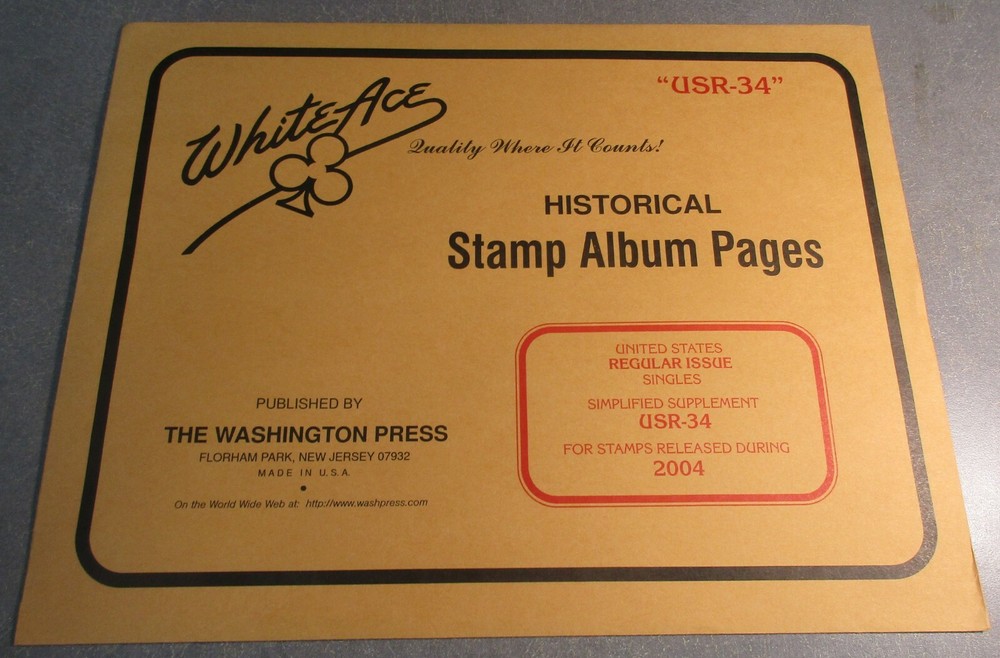 "USR-34"
WhiteAce
Quality Where It Counts!
HISTORICAL
Stamp Album Pages
UNITED STATES
REGULAR ISSUE
SINGLES
SIMPLIFIED SUPPLEMENT
USR-34
FOR STAMPS RELEASED DURING
2004
PUBLISHED BY
THE WASHINGTON PRESS
FLORHAM PARK, NEW JERSEY 07932
MADE IN U.S.A.
On the World Wide Web at: http://www.washpress.com